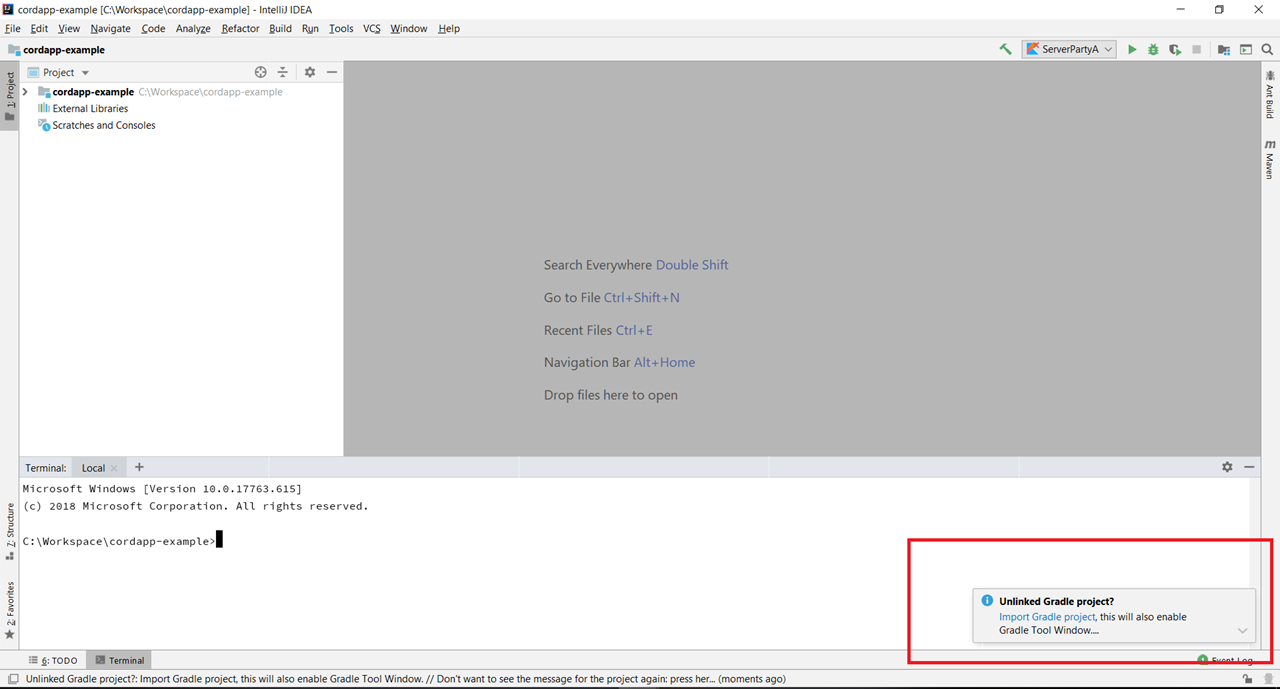 cordapp-example [C:\Workspace\cordapp-example] - IntelliJ IDEA
File Edit View Navigate Code Analyze Refactor Build Run Tools VCS Window Help
cordapp-example
ServerPartyA
1: Project
Project
cordapp-example C:\Workspace\cordapp-example
External Libraries
Scratches and Consoles
Ant Build
m
Maven
Search Everywhere Double Shift
Go to File Ctrl+Shift+N
Recent Files Ctrl+E
Navigation Bar Alt+Home
Drop files here to open
Terminal: Local
Microsoft Windows [Version 10.0.17763.615]
(c) 2018 Microsoft Corporation. All rights reserved.
C:\Workspace\cordapp-example>
Z: Structure
2: Favorites
Unlinked Gradle project?
Import Gradle project, this will also enable
Gradle Tool Window....
6: TODO Terminal
Event Log
Unlinked Gradle project?: Import Gradle project, this will also enable Gradle Tool Window. // Don't want to see the message for the project again: press her... (moments ago)